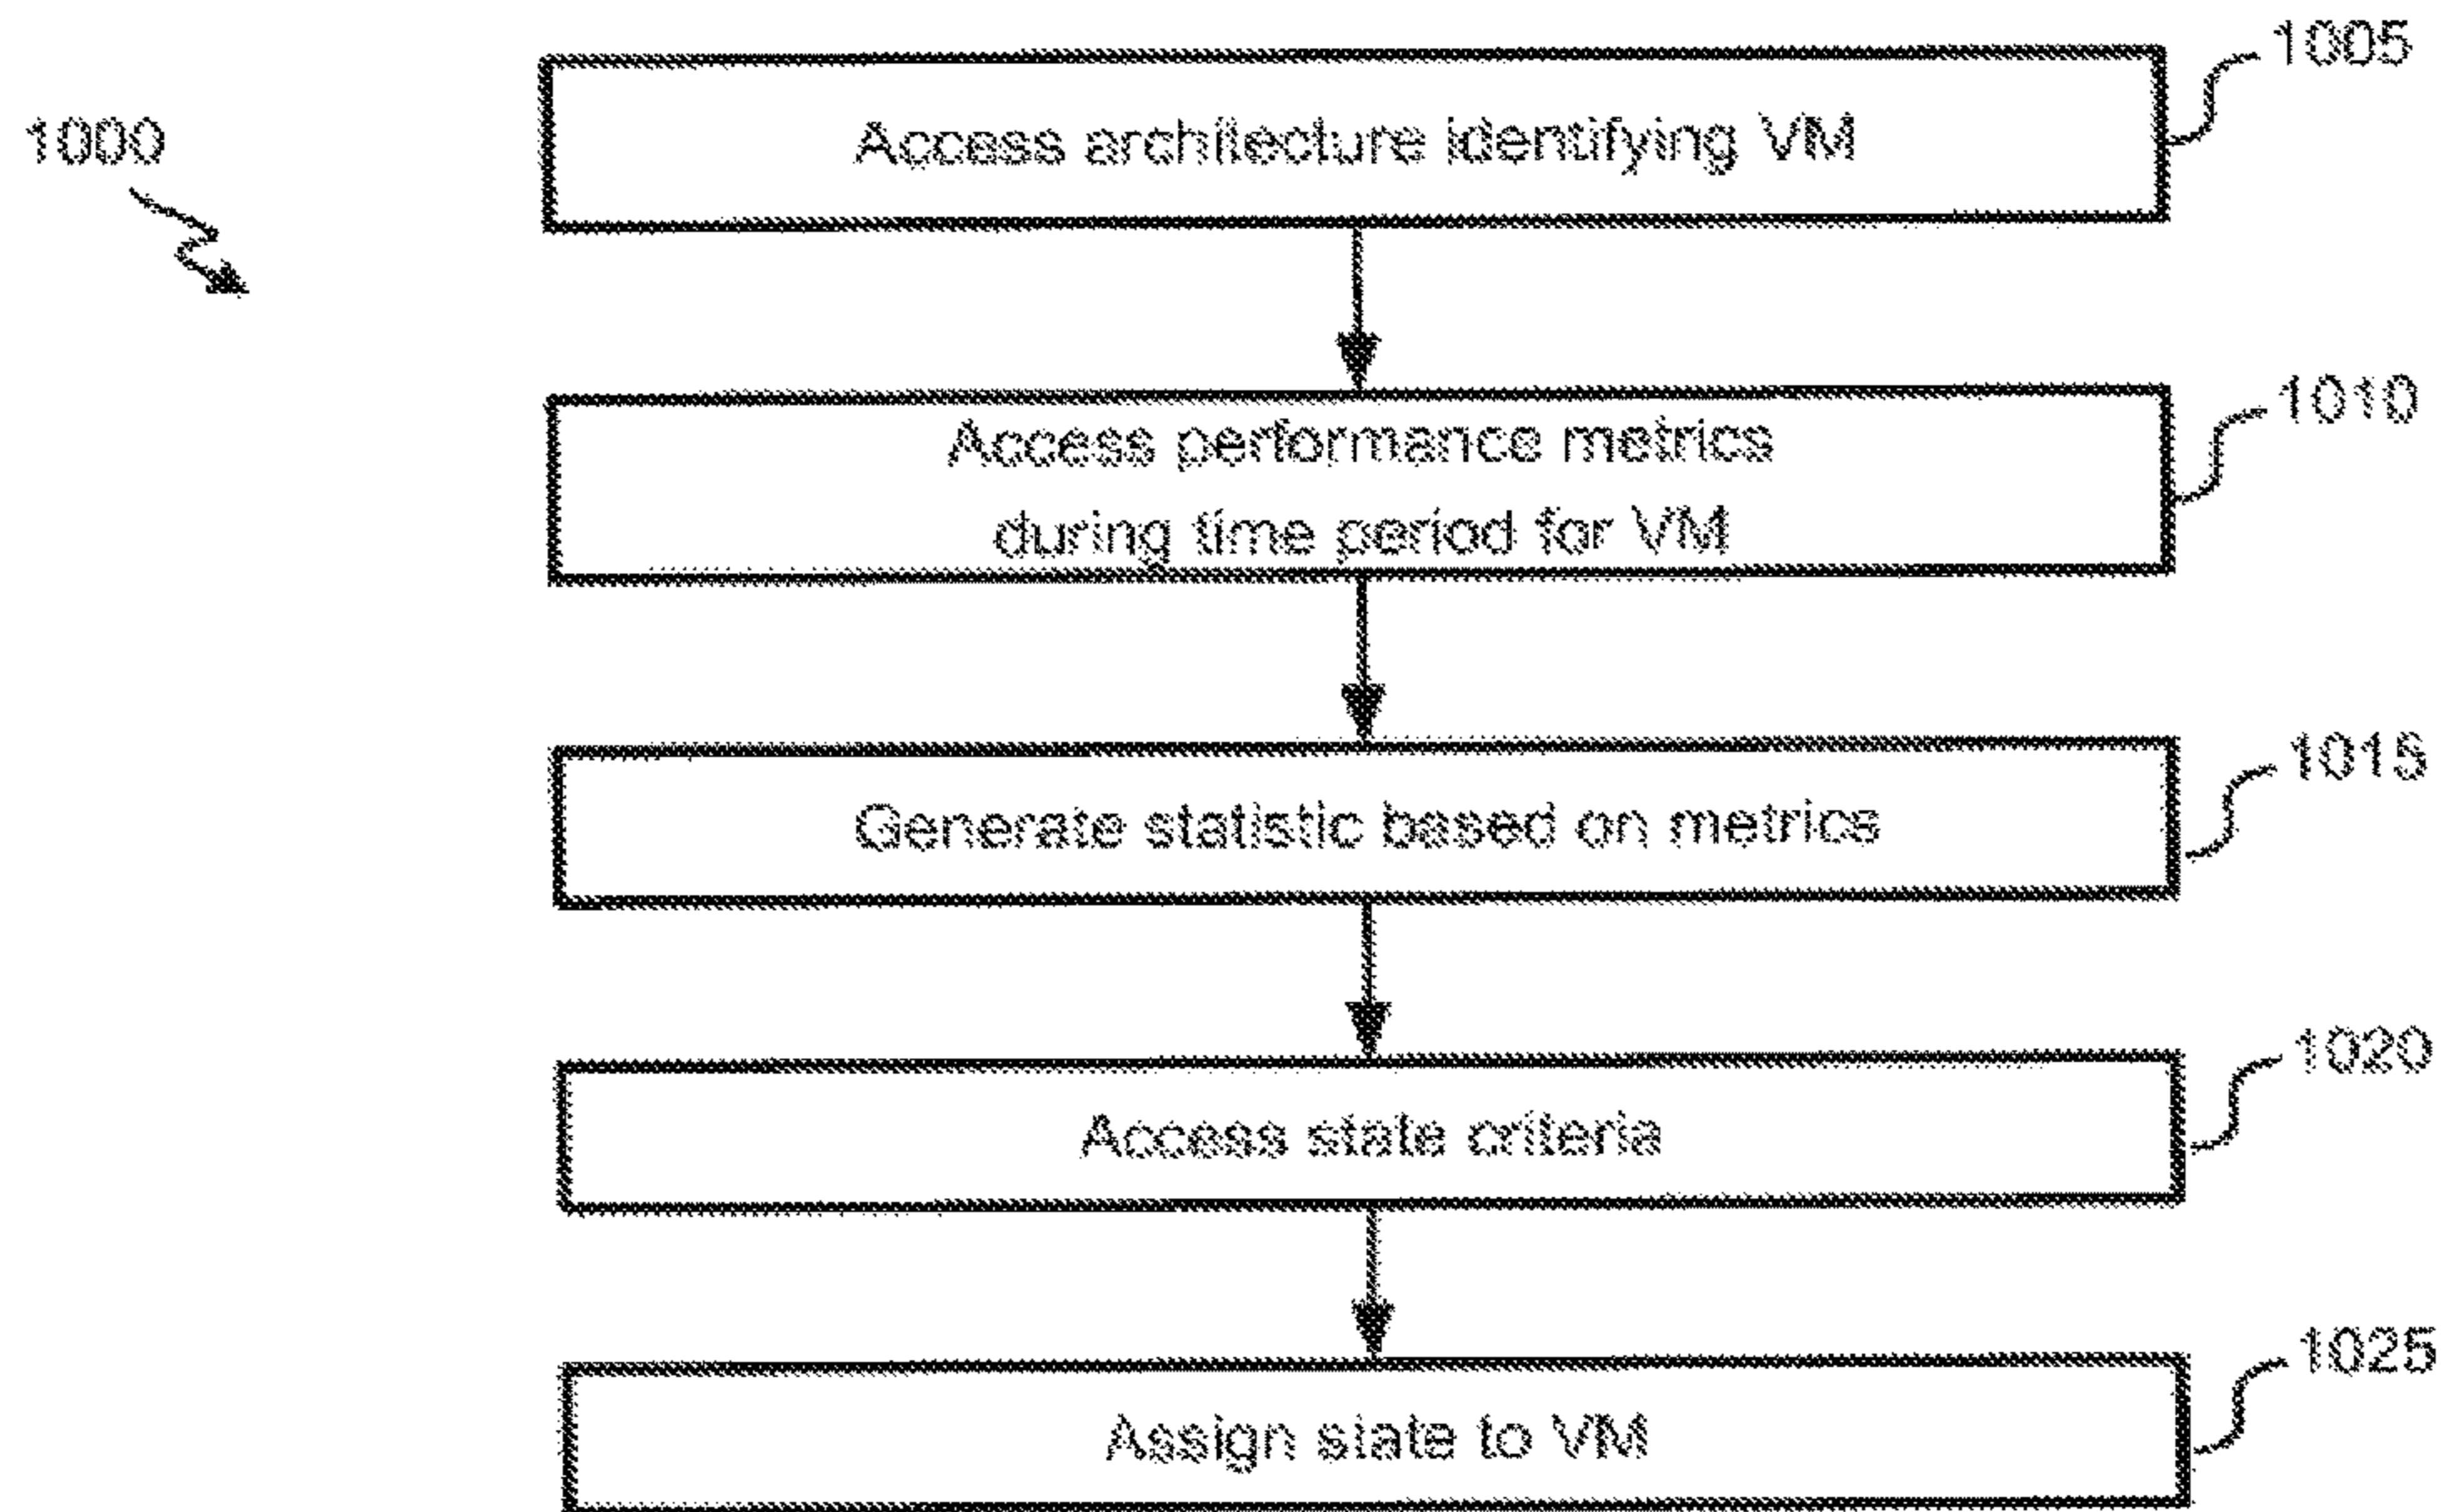 1000
Access architecture identifying VM
1005
Access performance metrics
during time period for VM
1010
Generate statistic based on metrics
1015
Access state criteria
1020
Assign state to VM
1025